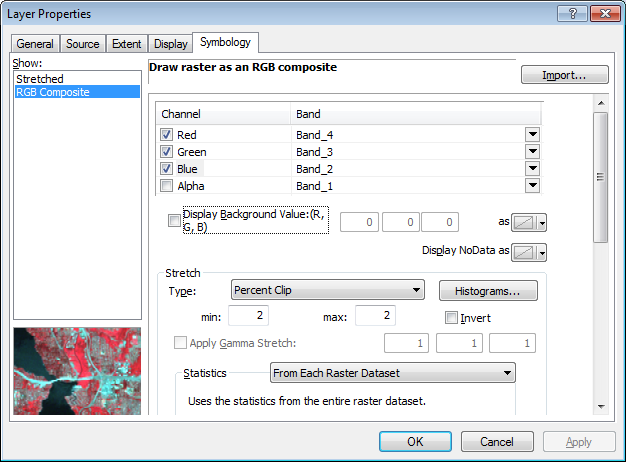 Layer Properties
General Source Extent Display Symbology
Show:
Stretched
RGB Composite
Draw raster as an RGB composite
Import...
Channel Band
Red Band_4
Green Band_3
Blue Band_2
Alpha Band_1
Display Background Value:(R,
G, B) 0 0 0 as
Display NoData as
Stretch
Type: Percent Clip Histograms...
min: 2 max: 2 Invert
Apply Gamma Stretch: 1 1 1
Statistics From Each Raster Dataset
Uses the statistics from the entire raster dataset.
OK Cancel Apply